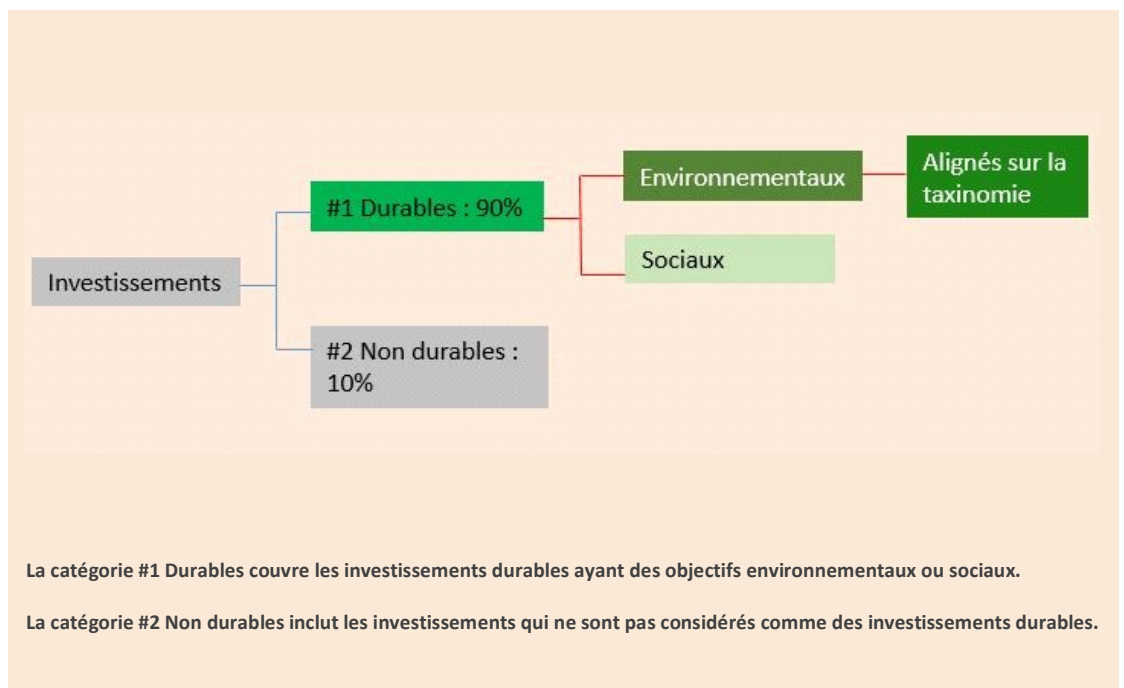 Investissements
#1 Durables : 90%
#2 Non durables :
10%
Environnementaux
Sociaux
Alignés sur la
taxinomie
La catégorie #1 Durables couvre les investissements durables ayant des objectifs environnementaux ou sociaux.
La catégorie #2 Non durables inclut les investissements qui ne sont pas considérés comme des investissements durables.